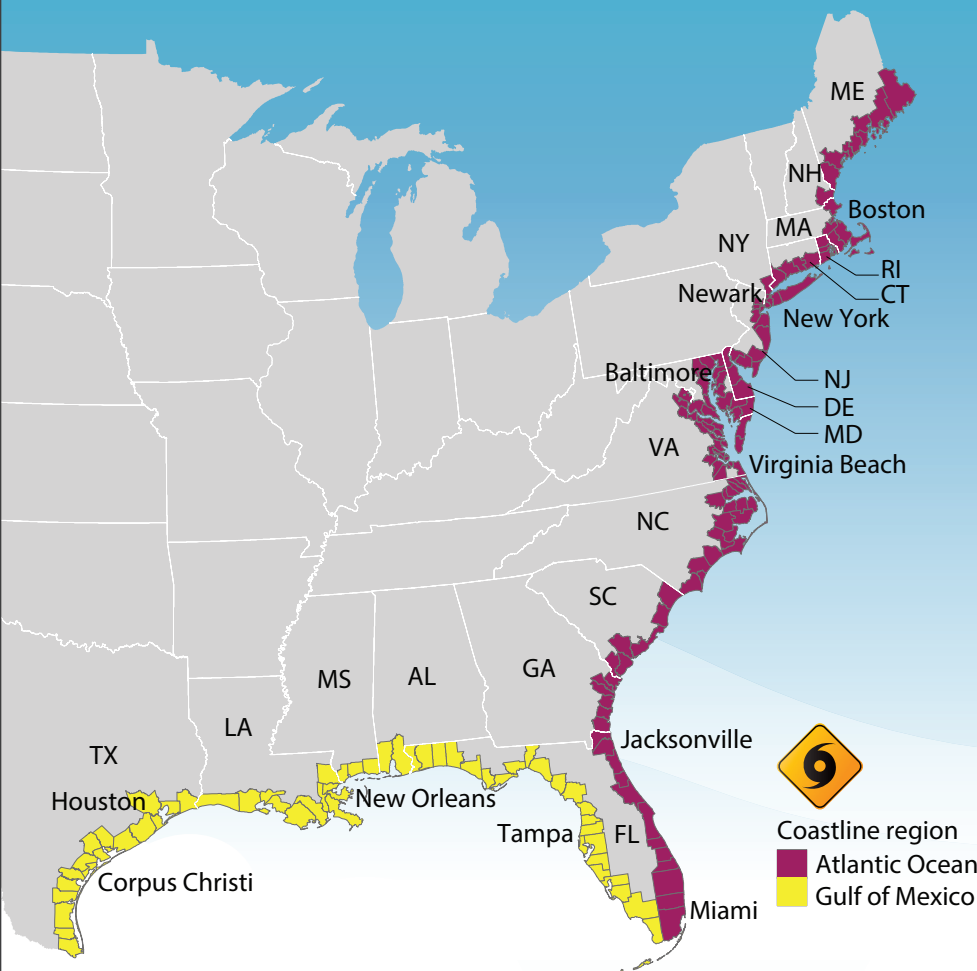 ME
NH
Boston
MA
NY
RI
CT
Newark
New York
Baltimore
NJ
DE
MD
VA
Virginia Beach
NC
SC
GA
AL
MS
LA
TX
Jacksonville
Houston
New Orleans
Tampa
FL
Corpus Christi
Miami
Coastline region
Atlantic Ocean
Gulf of Mexico